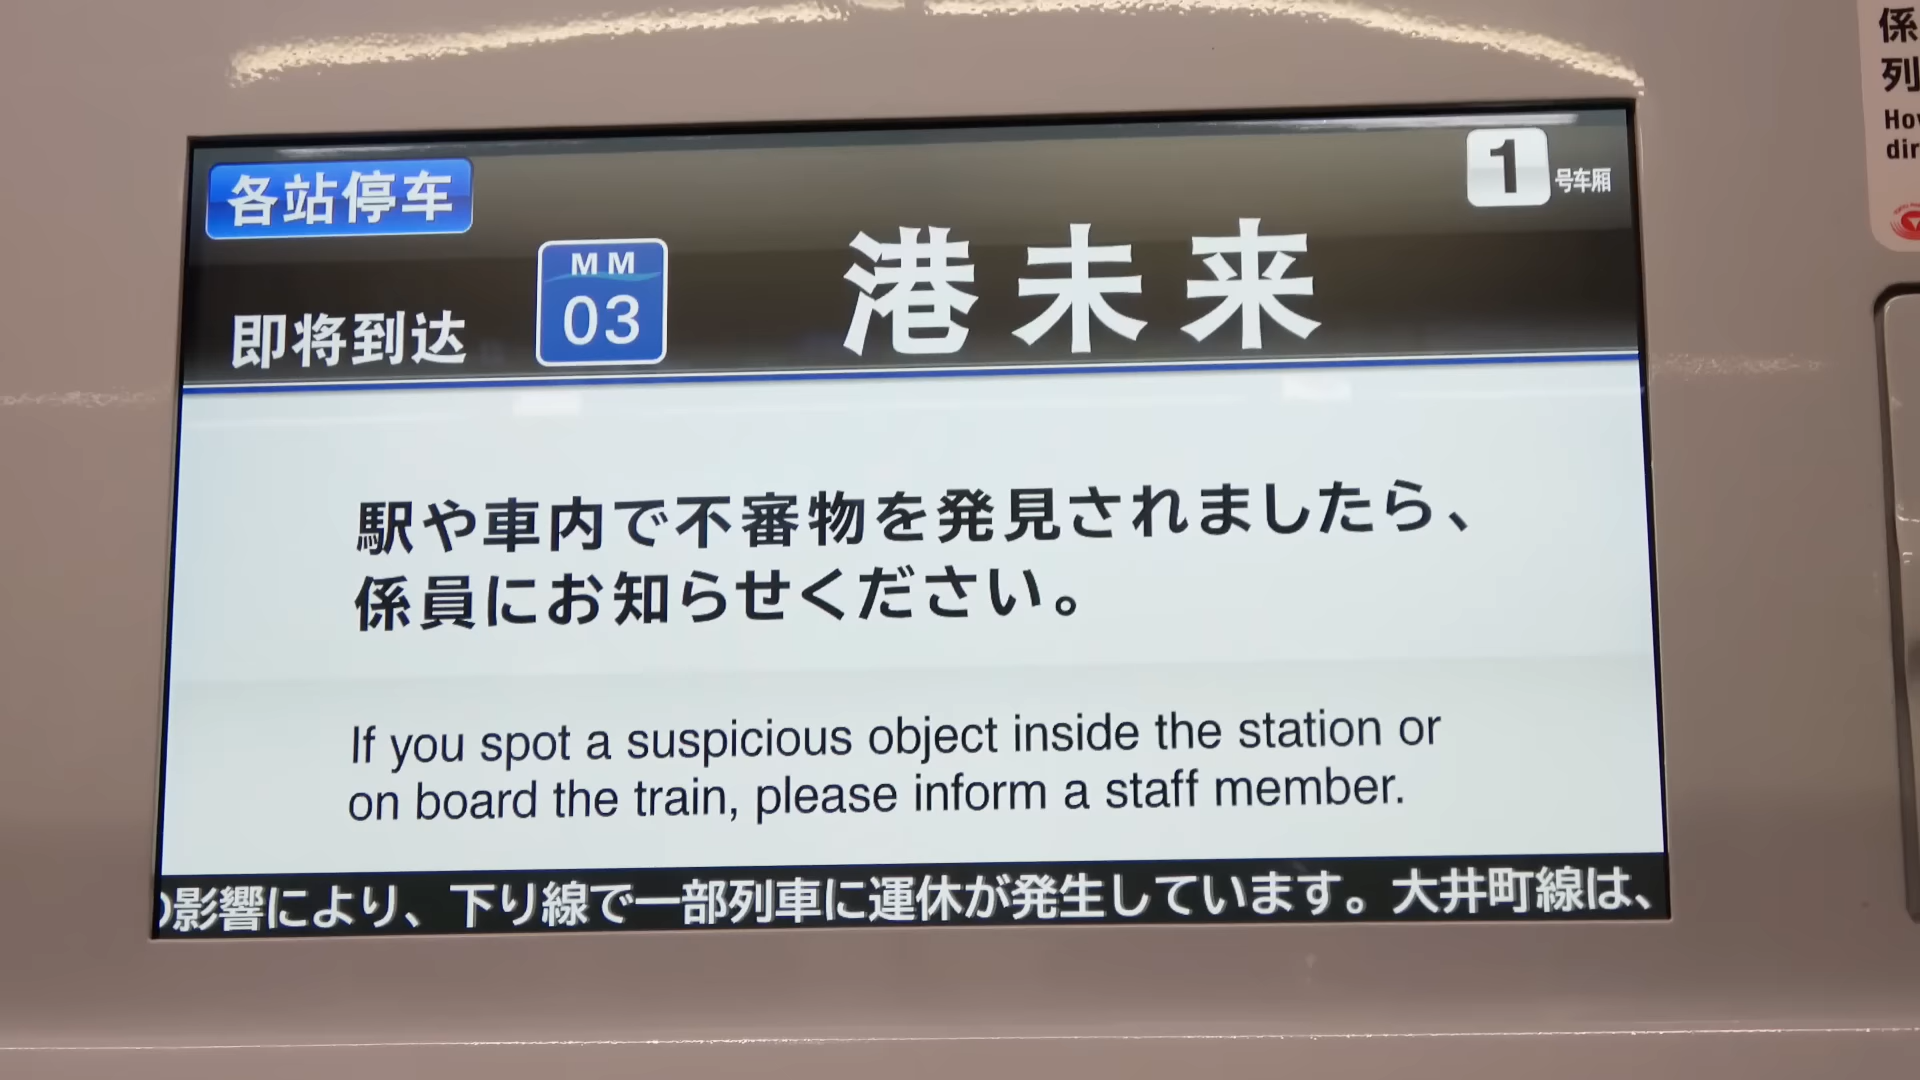 各站停车
1 号车厢
即将到达 MM 03 港未来
駅や車内で不審物を発見されましたら、
係員にお知らせください。
If you spot a suspicious object inside the station or
on board the train, please inform a staff member.
影響により、下り線で一部列車に運休が発生しています。大井町線は、
係
列
How
dir